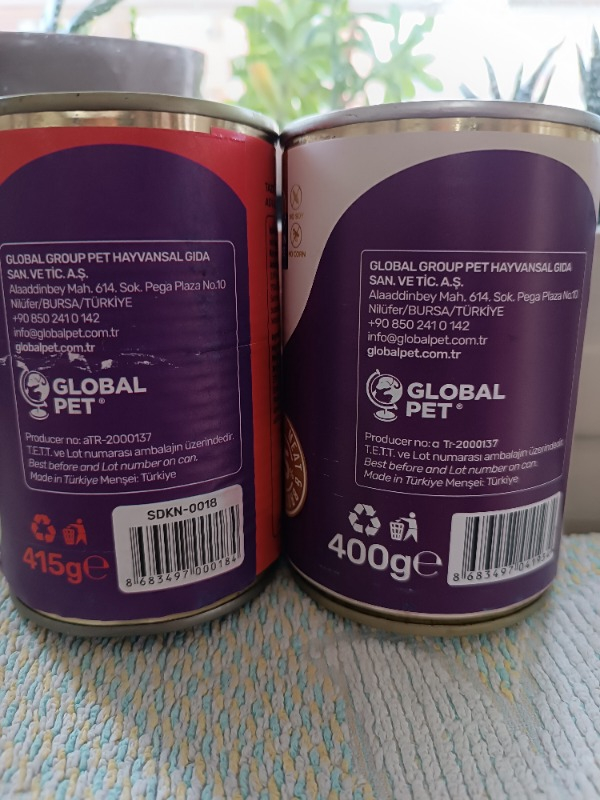 GLOBAL GROUP PET HAYVANSAL GIDA
SAN. VE TİC. A.Ş.
Alaaddinbey Mah. 614. Sok. Pega Plaza No.10
Nilüfer/BURSA/TÜRKİYE
+90 850 241 0 142
info@globalpet.com.tr
globalpet.com.tr
GLOBAL
PET®
Producer no: aTR-2000137
T.E.T.T. ve Lot numarası ambalajın üzerindedir.
Best before and Lot number on can.
Made in Türkiye Menşei: Türkiye
SDKN-0018
415g℮
8 683497 000184
GLOBAL GROUP PET HAYVANSAL GIDA
SAN. VE TİC. A.Ş.
Alaaddinbey Mah. 614. Sok. Pega Plaza No:10
Nilüfer/BURSA/TÜRKİYE
+90 850 241 0 142
info@globalpet.com.tr
globalpet.com.tr
GLOBAL
PET®
Producer no: α Tr-2000137
T.E.T.T. ve Lot numarası ambalajın üzerindedir.
Best before and Lot number on can.
Made in Türkiye Menşei: Türkiye
400g℮
8 683497